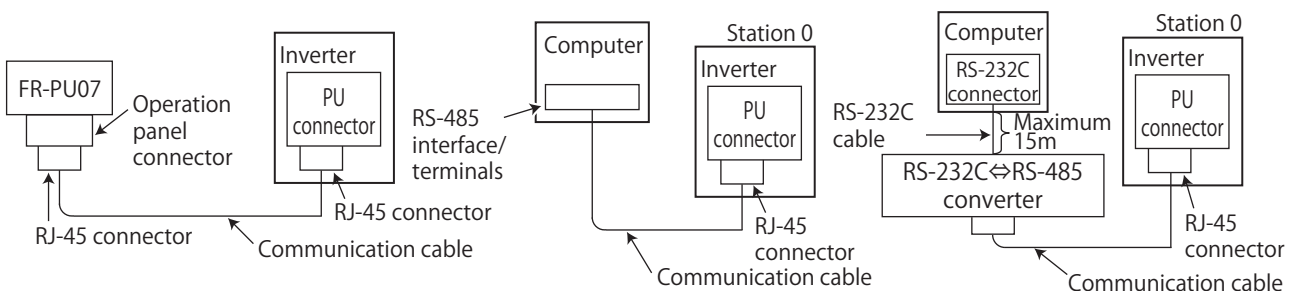 FR-PU07
Operation
panel
connector
RJ-45 connector
Inverter
PU
connector
RJ-45 connector
Communication cable
Computer
RS-485
interface/
terminals
Station 0
Inverter
PU
connector
RJ-45
connector
Communication cable
Computer
RS-232C
connector
RS-232C
cable
Maximum
15m
RS-232C⇔RS-485
converter
Station 0
Inverter
PU
connector
RJ-45
connector
Communication cable